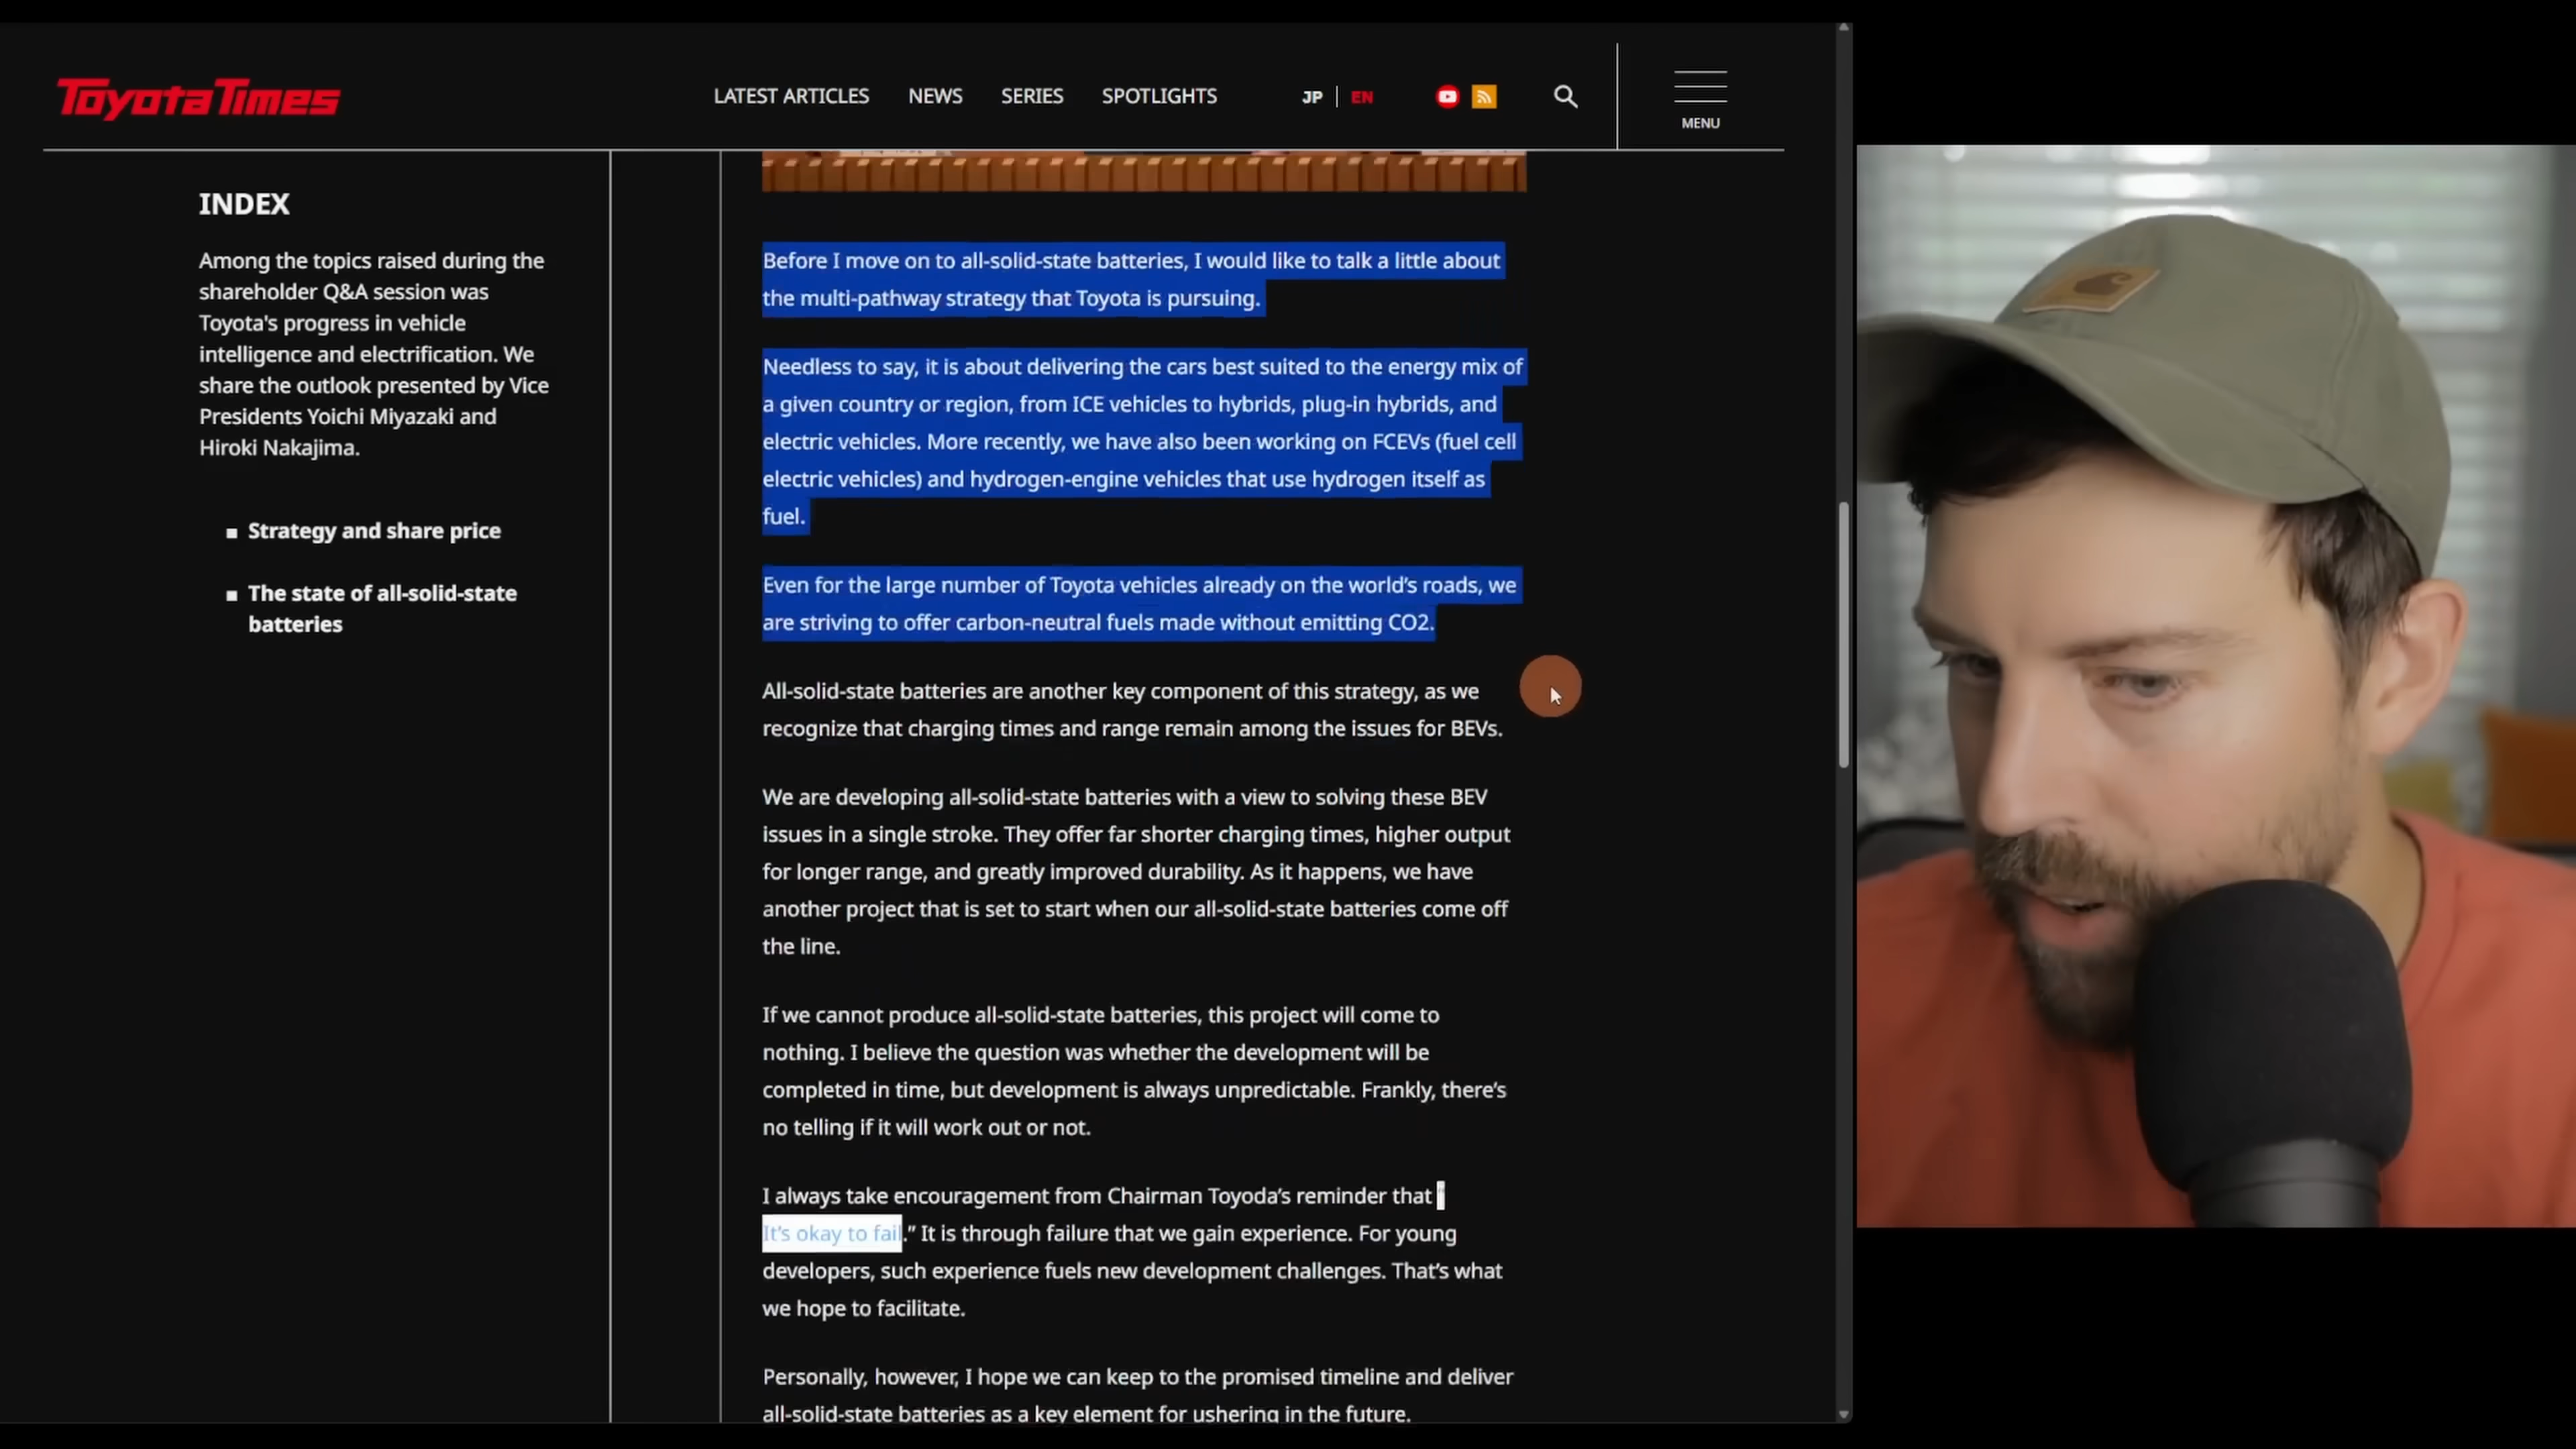 Toyota Times
LATEST ARTICLES NEWS SERIES SPOTLIGHTS JP EN
MENU
INDEX
Among the topics raised during the
shareholder Q&A session was
Toyota's progress in vehicle
intelligence and electrification. We
share the outlook presented by Vice
Presidents Yoichi Miyazaki and
Hiroki Nakajima.
Strategy and share price
The state of all-solid-state
batteries
Before I move on to all-solid-state batteries, I would like to talk a little about
the multi-pathway strategy that Toyota is pursuing.
Needless to say, it is about delivering the cars best suited to the energy mix of
a given country or region, from ICE vehicles to hybrids, plug-in hybrids, and
electric vehicles. More recently, we have also been working on FCEVs (fuel cell
electric vehicles) and hydrogen-engine vehicles that use hydrogen itself as
fuel.
Even for the large number of Toyota vehicles already on the world’s roads, we
are striving to offer carbon-neutral fuels made without emitting CO2.
All-solid-state batteries are another key component of this strategy, as we
recognize that charging times and range remain among the issues for BEVs.
We are developing all-solid-state batteries with a view to solving these BEV
issues in a single stroke. They offer far shorter charging times, higher output
for longer range, and greatly improved durability. As it happens, we have
another project that is set to start when our all-solid-state batteries come off
the line.
If we cannot produce all-solid-state batteries, this project will come to
nothing. I believe the question was whether the development will be
completed in time, but development is always unpredictable. Frankly, there’s
no telling if it will work out or not.
I always take encouragement from Chairman Toyoda’s reminder that “
It’s okay to fail.” It is through failure that we gain experience. For young
developers, such experience fuels new development challenges. That’s what
we hope to facilitate.
Personally, however, I hope we can keep to the promised timeline and deliver
all-solid-state batteries as a key element for ushering in the future.